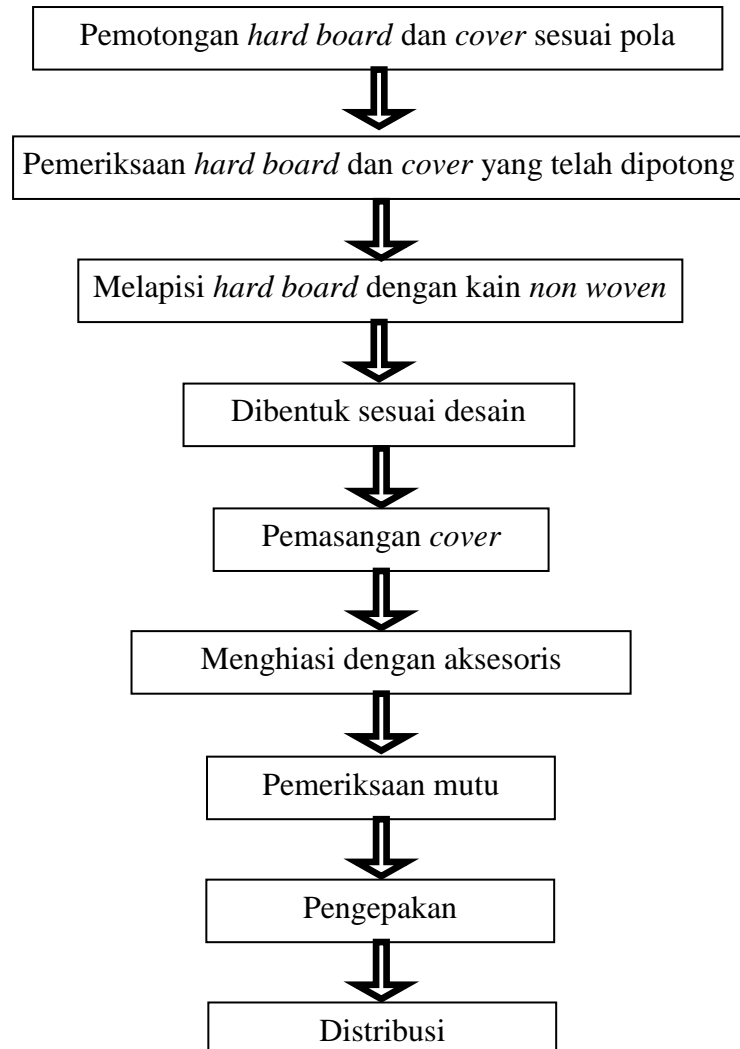 Pemotongan hard board dan cover sesuai pola
Pemeriksaan hard board dan cover yang telah dipotong
Melapisi hard board dengan kain non woven
Dibentuk sesuai desain
Pemasangan cover
Menghiasi dengan aksesoris
Pemeriksaan mutu
Pengepakan
Distribusi